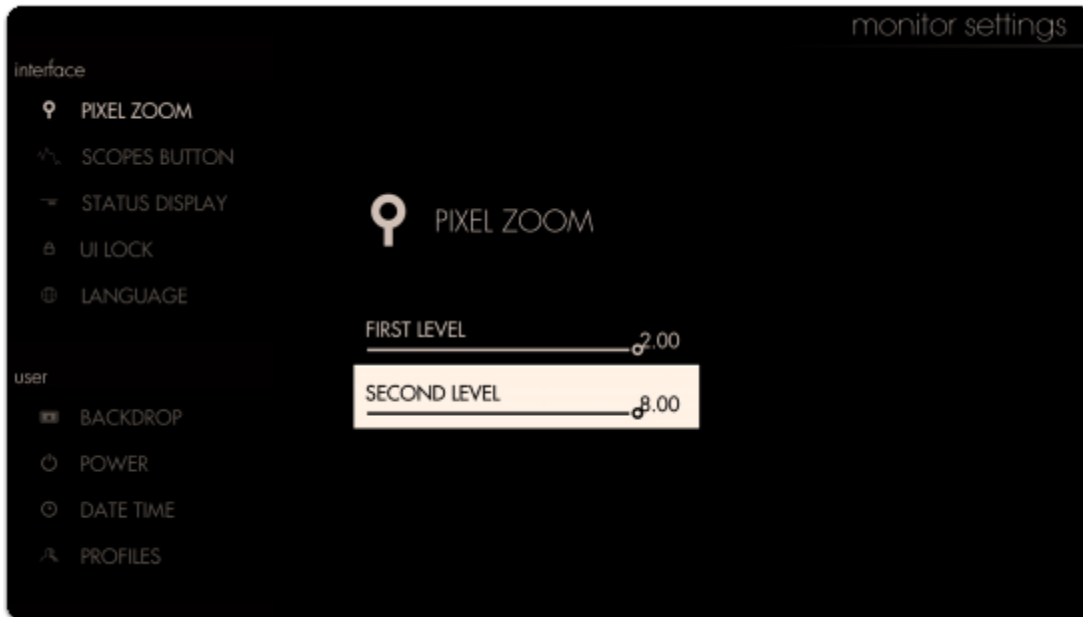 monitor settings
interface
PIXEL ZOOM
SCOPES BUTTON
STATUS DISPLAY
UI LOCK
LANGUAGE
user
BACKDROP
POWER
DATE TIME
PROFILES
PIXEL ZOOM
FIRST LEVEL 2.00
SECOND LEVEL 8.00